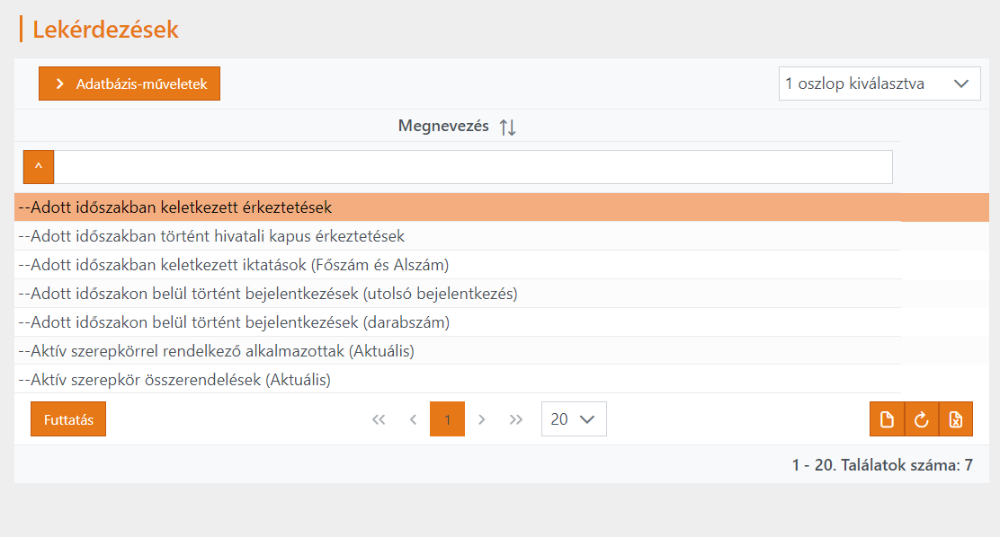 Lekérdezések
Adatbázis-műveletek
1 oszlop kiválasztva
Megnevezés
^
--Adott időszakban keletkezett érkeztetések
--Adott időszakban történt hivatali kapus érkeztetések
--Adott időszakban keletkezett iktatások (Főszám és Alszám)
--Adott időszakon belül történt bejelentkezések (utolsó bejelentkezés)
--Adott időszakon belül történt bejelentkezések (darabszám)
--Aktív szerepkörrel rendelkező alkalmazottak (Aktuális)
--Aktív szerepkör összerendelések (Aktuális)
Futtatás
1
20
1 - 20. Találatok száma: 7